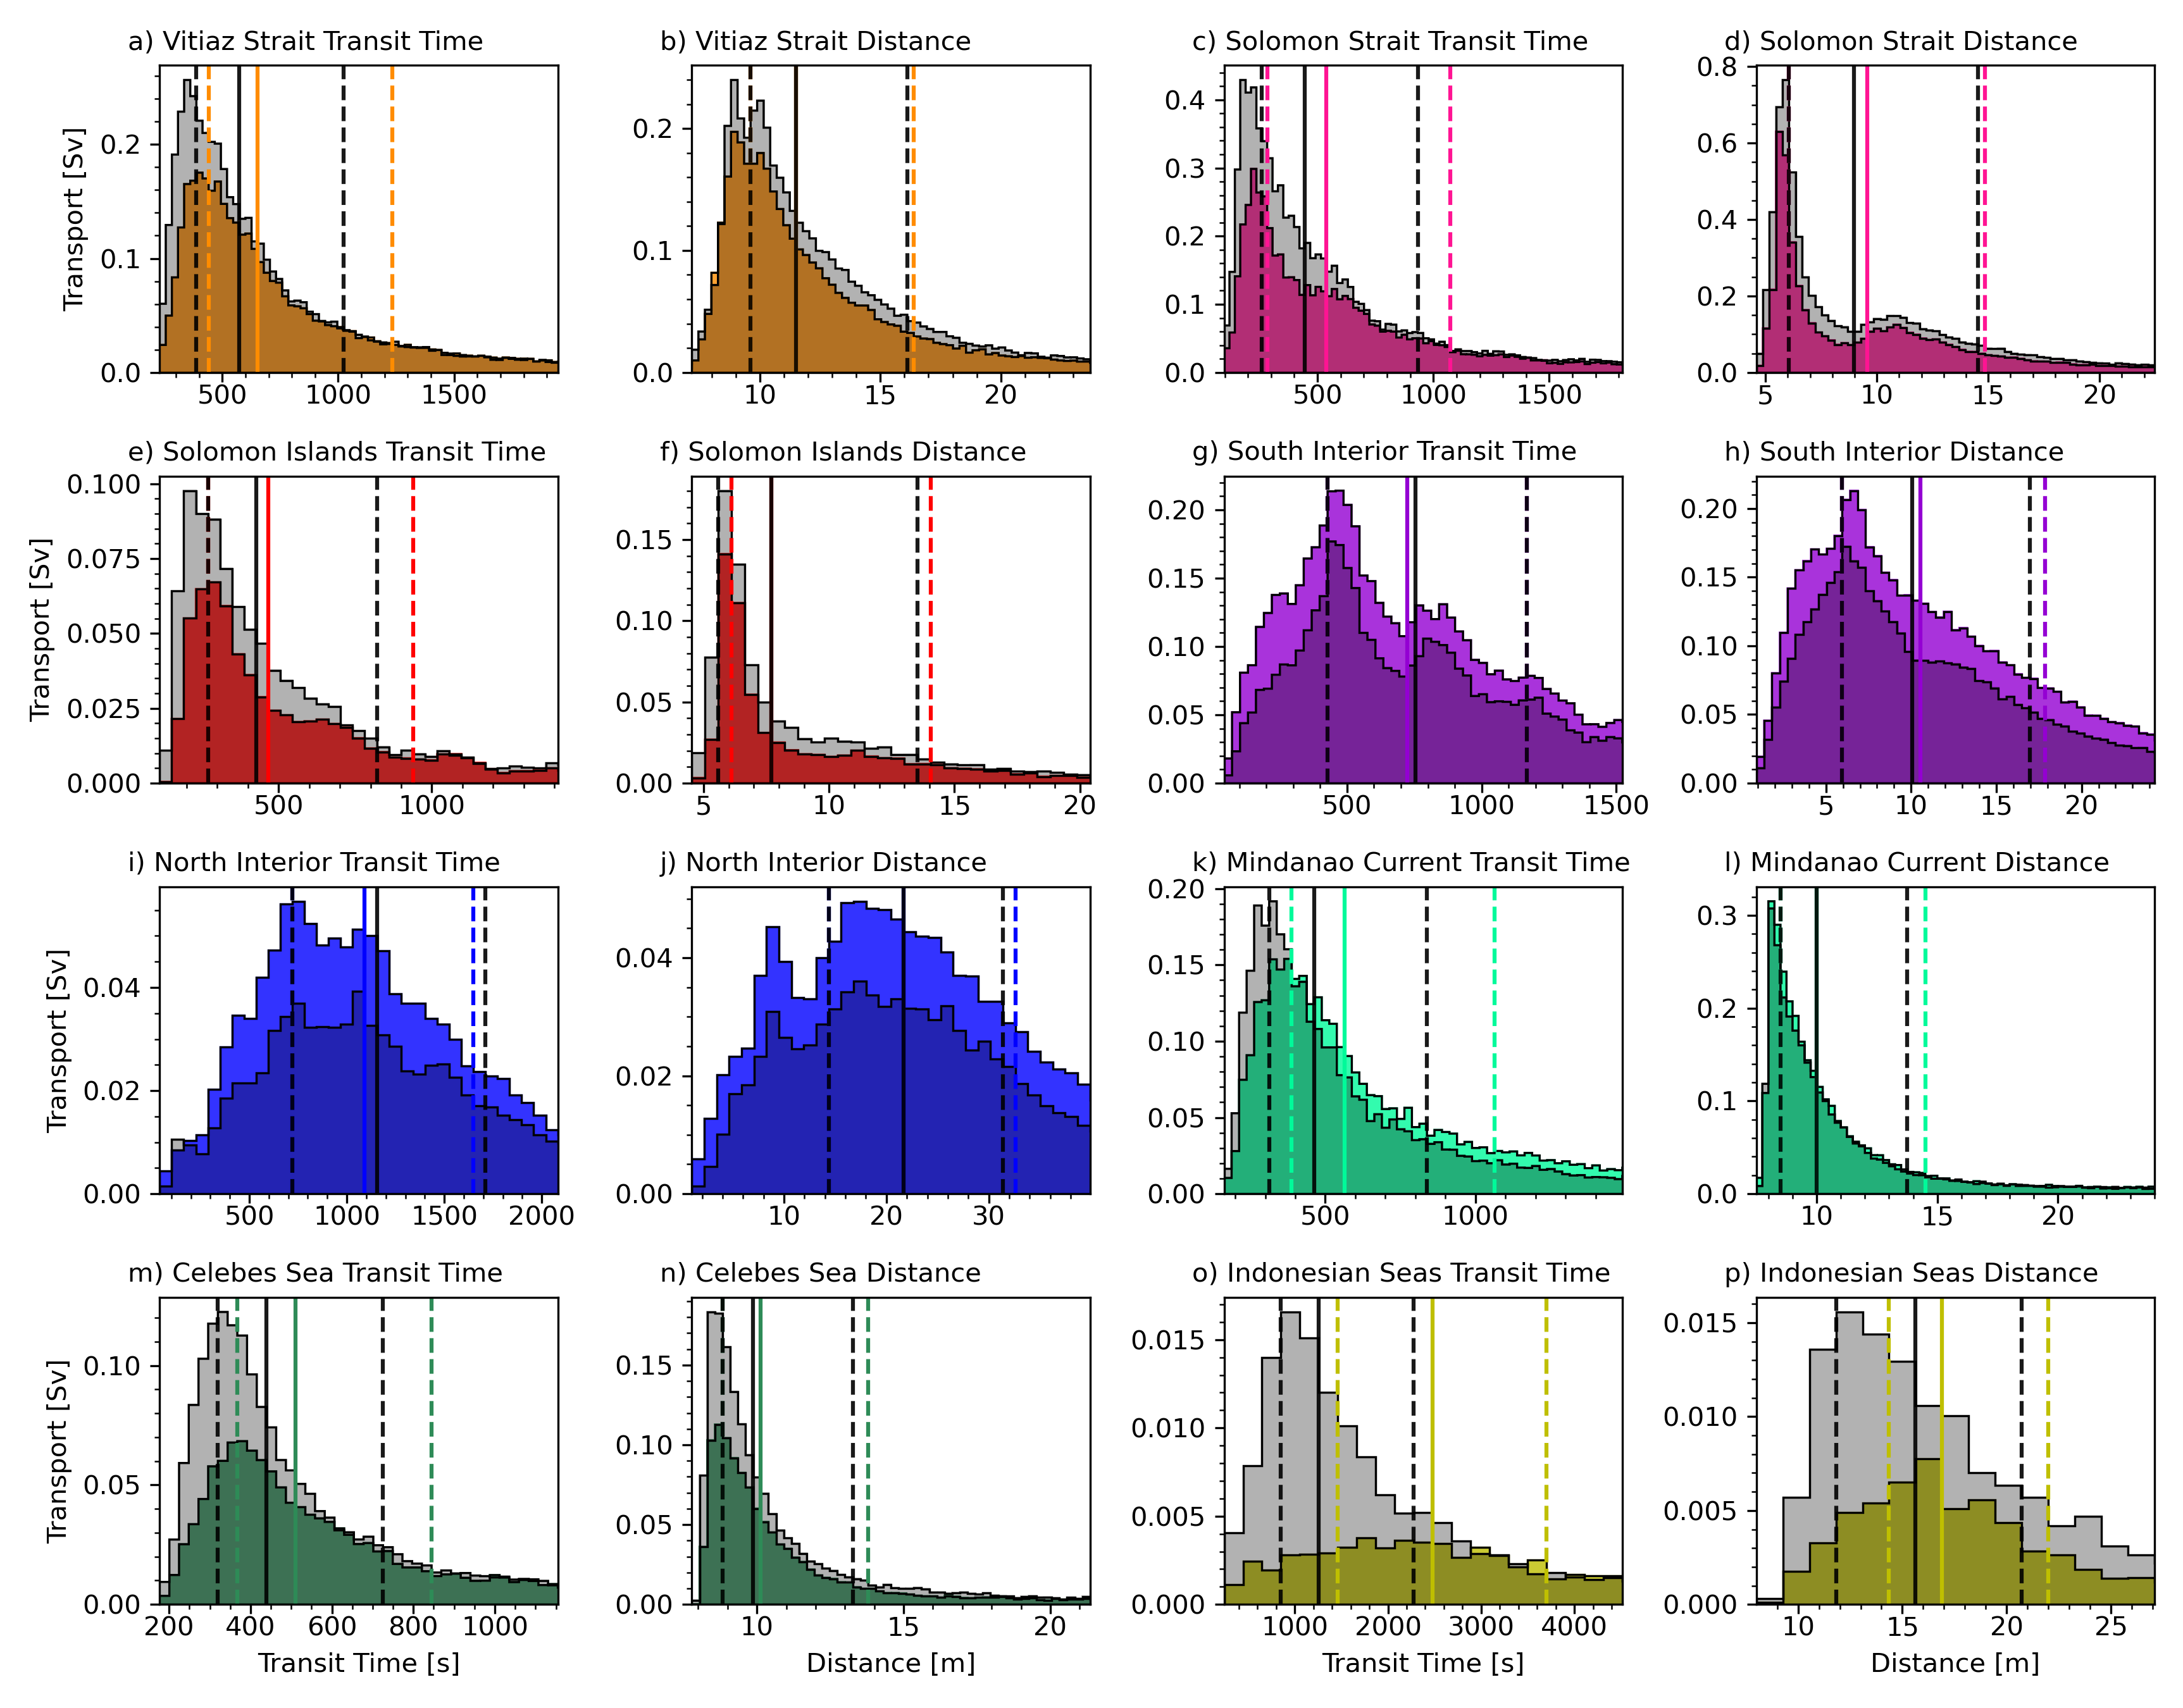 a) Vitiaz Strait Transit Time
b) Vitiaz Strait Distance
c) Solomon Strait Transit Time
d) Solomon Strait Distance
Transport [Sv]
0.2
0.1
0.0
500 1000 1500
0.2
0.1
0.0
10 15 20
0.4
0.3
0.2
0.1
0.0
500 1000 1500
0.8
0.6
0.4
0.2
0.0
5 10 15 20
e) Solomon Islands Transit Time
f) Solomon Islands Distance
g) South Interior Transit Time
h) South Interior Distance
Transport [Sv]
0.100
0.075
0.050
0.025
0.000
500 1000
0.15
0.10
0.05
0.00
5 10 15 20
0.20
0.15
0.10
0.05
0.00
500 1000 1500
0.20
0.15
0.10
0.05
0.00
5 10 15 20
i) North Interior Transit Time
j) North Interior Distance
k) Mindanao Current Transit Time
l) Mindanao Current Distance
Transport [Sv]
0.04
0.02
0.00
500 1000 1500 2000
0.04
0.02
0.00
10 20 30
0.20
0.15
0.10
0.05
0.00
500 1000
0.3
0.2
0.1
0.0
10 15 20
m) Celebes Sea Transit Time
n) Celebes Sea Distance
o) Indonesian Seas Transit Time
p) Indonesian Seas Distance
Transport [Sv]
0.10
0.05
0.00
200 400 600 800 1000
Transit Time [s]
0.15
0.10
0.05
0.00
10 15 20
Distance [m]
0.015
0.010
0.005
0.000
1000 2000 3000 4000
Transit Time [s]
0.015
0.010
0.005
0.000
10 15 20 25
Distance [m]